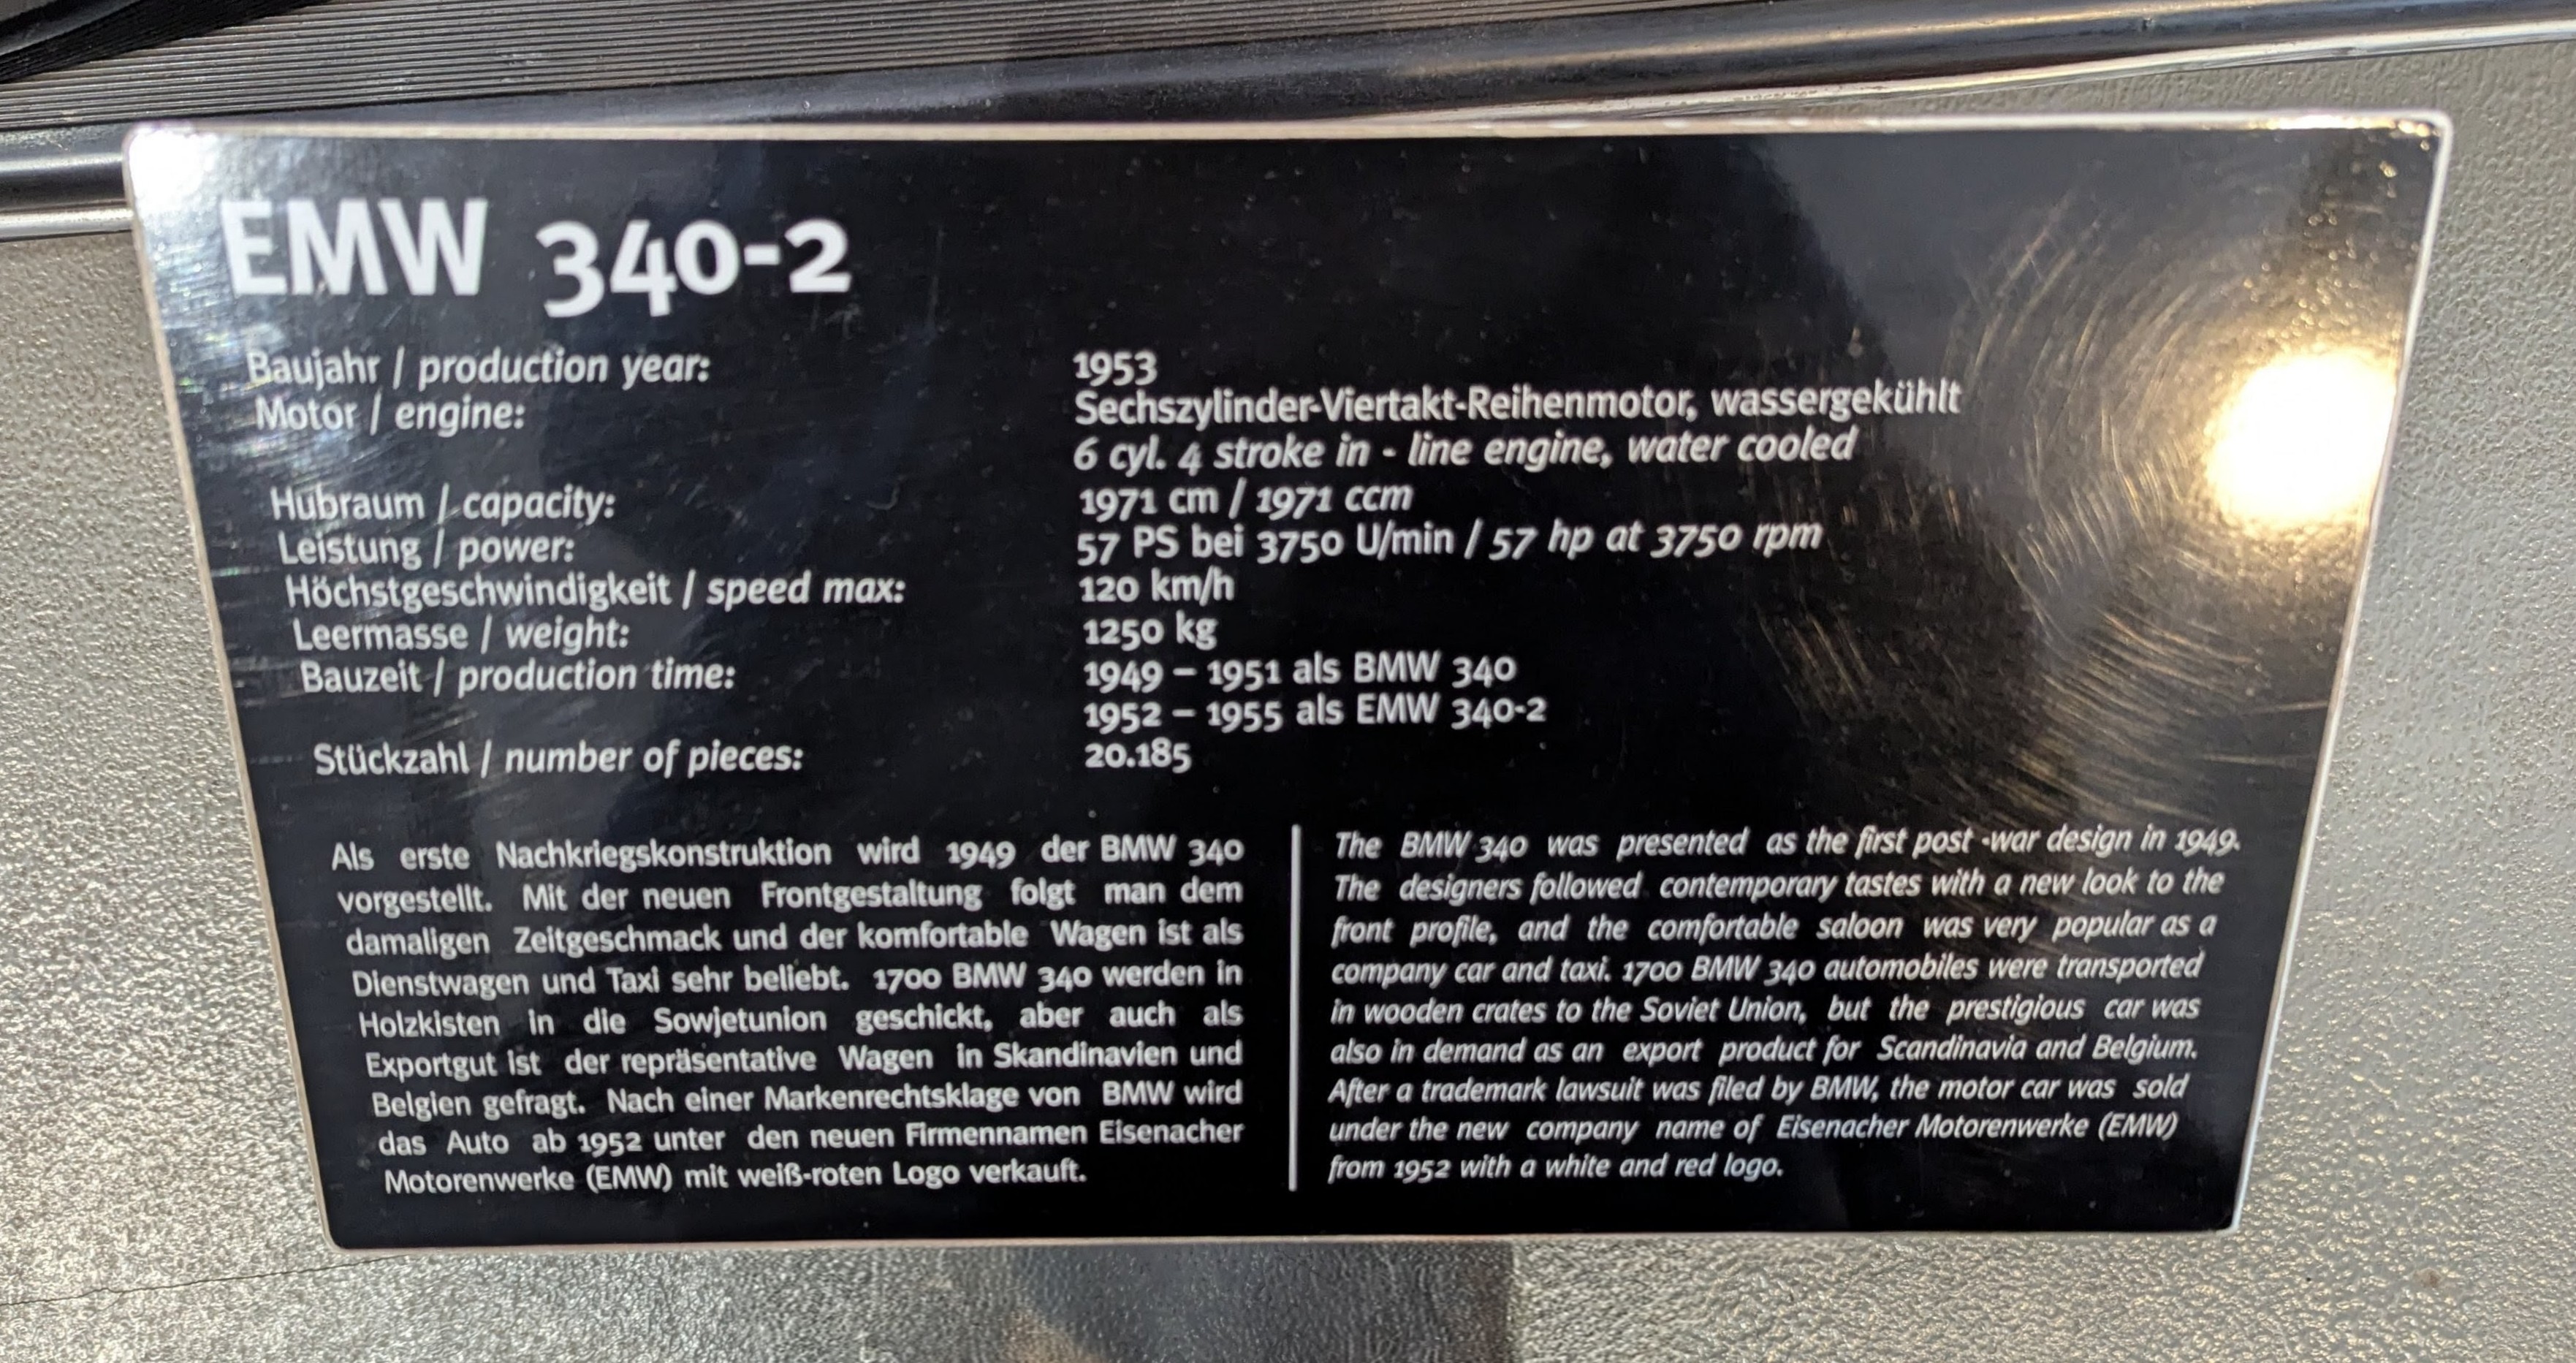 EMW 340-2
Baujahr / production year: 1953
Motor / engine: Sechszylinder-Viertakt-Reihenmotor, wassergekühlt
6 cyl. 4 stroke in - line engine, water cooled
Hubraum / capacity: 1971 cm / 1971 ccm
Leistung / power: 57 PS bei 3750 U/min / 57 hp at 3750 rpm
Höchstgeschwindigkeit / speed max: 120 km/h
Leermasse / weight: 1250 kg
Bauzeit / production time: 1949 – 1951 als BMW 340
1952 – 1955 als EMW 340-2
Stückzahl / number of pieces: 20.185
Als erste Nachkriegskonstruktion wird 1949 der BMW 340
vorgestellt. Mit der neuen Frontgestaltung folgt man dem
damaligen Zeitgeschmack und der komfortable Wagen ist als
Dienstwagen und Taxi sehr beliebt. 1700 BMW 340 werden in
Holzkisten in die Sowjetunion geschickt, aber auch als
Exportgut ist der repräsentative Wagen in Skandinavien und
Belgien gefragt. Nach einer Markenrechtsklage von BMW wird
das Auto ab 1952 unter den neuen Firmennamen Eisenacher
Motorenwerke (EMW) mit weiß-roten Logo verkauft.
The BMW 340 was presented as the first post -war design in 1949.
The designers followed contemporary tastes with a new look to the
front profile, and the comfortable saloon was very popular as a
company car and taxi. 1700 BMW 340 automobiles were transported
in wooden crates to the Soviet Union, but the prestigious car was
also in demand as an export product for Scandinavia and Belgium.
After a trademark lawsuit was filed by BMW, the motor car was sold
under the new company name of Eisenacher Motorenwerke (EMW)
from 1952 with a white and red logo.